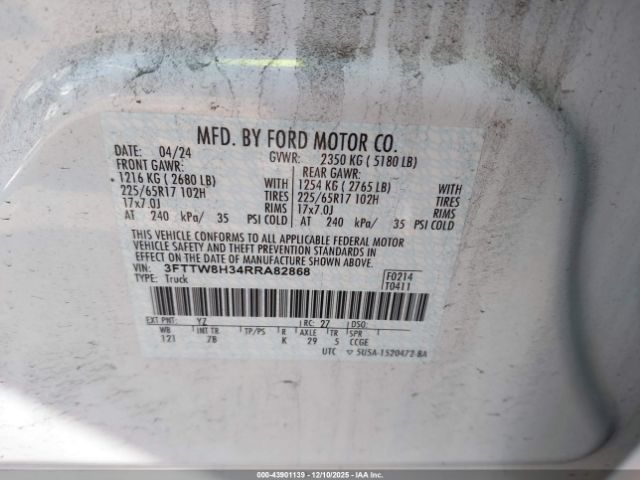 MFD. BY FORD MOTOR CO.
DATE: 04/24 GVWR: 2350 KG ( 5180 LB)
FRONT GAWR: REAR GAWR:
1216 KG ( 2680 LB) WITH 1254 KG ( 2765 LB) WITH
225/65R17 102H TIRES 225/65R17 102H TIRES
17x7.0J RIMS 17x7.0J RIMS
AT 240 kPa/ 35 PSI COLD AT 240 kPa/ 35 PSI COLD
THIS VEHICLE CONFORMS TO ALL APPLICABLE FEDERAL MOTOR
VEHICLE SAFETY AND THEFT PREVENTION STANDARDS IN
EFFECT ON THE DATE OF MANUFACTURE SHOWN ABOVE.
VIN: 3FTTW8H34RRA82868 F0214
TYPE: Truck T0411
EXT PNT: YZ RC: 27 DSO:
WB INT TR TP/PS R AXLE TR SPR
121 7B K 29 5 CCGE
UTC 5USA-1520472-BA
000-43901139 - 12/10/2025 - IAA Inc.